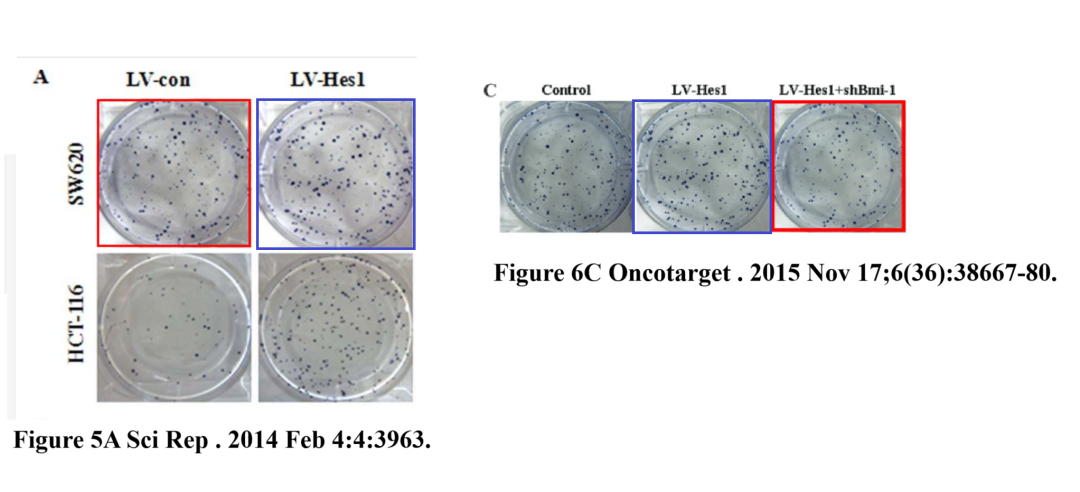 A
LV-con
LV-Hes1
SW620
HCT-116
Figure 5A Sci Rep . 2014 Feb 4:4:3963.
C
Control
LV-Hes1
LV-Hes1+shBmi-1
Figure 6C Oncotarget . 2015 Nov 17;6(36):38667-80.